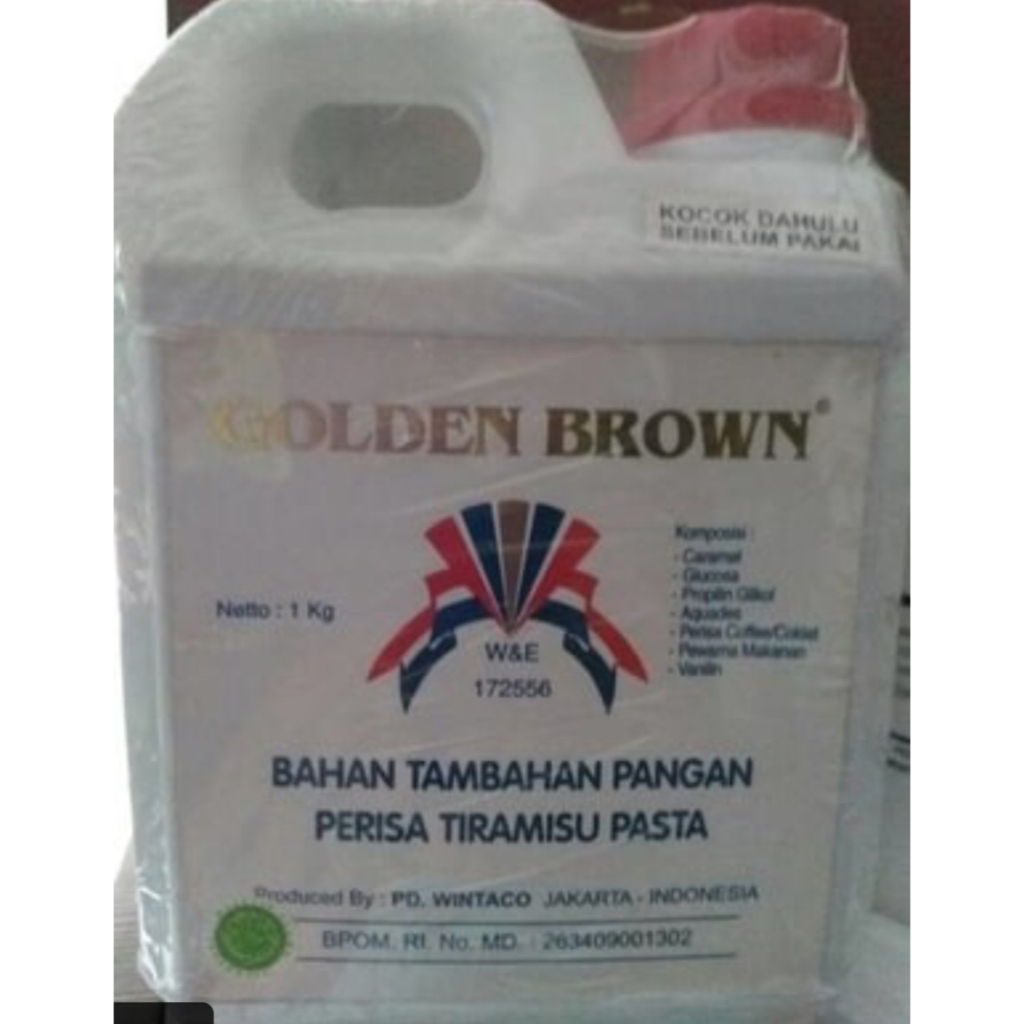 KOCOK DAHULU
SEBELUM PAKAI
GOLDEN BROWN®
Komposisi :
- Caramel
- Glucosa
- Propilin Glikol
- Aquades
- Perisa Coffee/Coklat
- Pewarna Makanan
- Vanilin
Netto : 1 Kg
W&E
172556
BAHAN TAMBAHAN PANGAN
PERISA TIRAMISU PASTA
Produced By : PD. WINTACO JAKARTA - INDONESIA
BPOM. RI. No. MD. : 263409001302